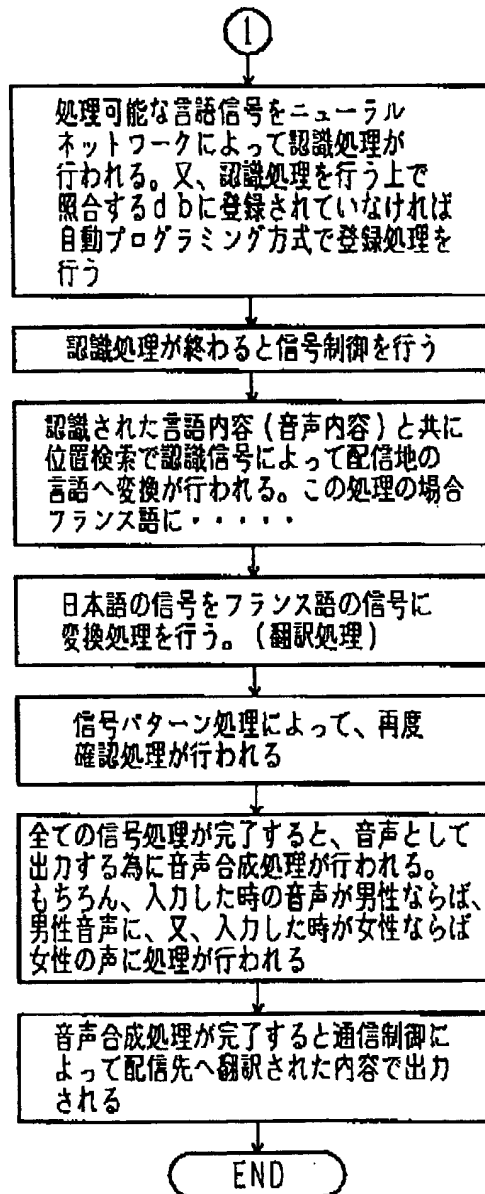 1
処理可能な言語信号をニューラル
ネットワークによって認識処理が
行われる。又、認識処理を行う上で
照合するdbに登録されていなければ
自動プログラミング方式で登録処理を
行う
認識処理が終わると信号制御を行う
認識された言語内容(音声内容)と共に
位置検索で認識信号によって配信地の
言語へ変換が行われる。この処理の場合
フランス語に・・・・・
日本語の信号をフランス語の信号に
変換処理を行う。(翻訳処理)
信号パターン処理によって、再度
確認処理が行われる
全ての信号処理が完了すると、音声として
出力する為に音声合成処理が行われる。
もちろん、入力した時の音声が男性ならば、
男性音声に、又、入力した時が女性ならば
女性の声に処理が行われる
音声合成処理が完了すると通信制御に
よって配信先へ翻訳された内容で出力
される
END